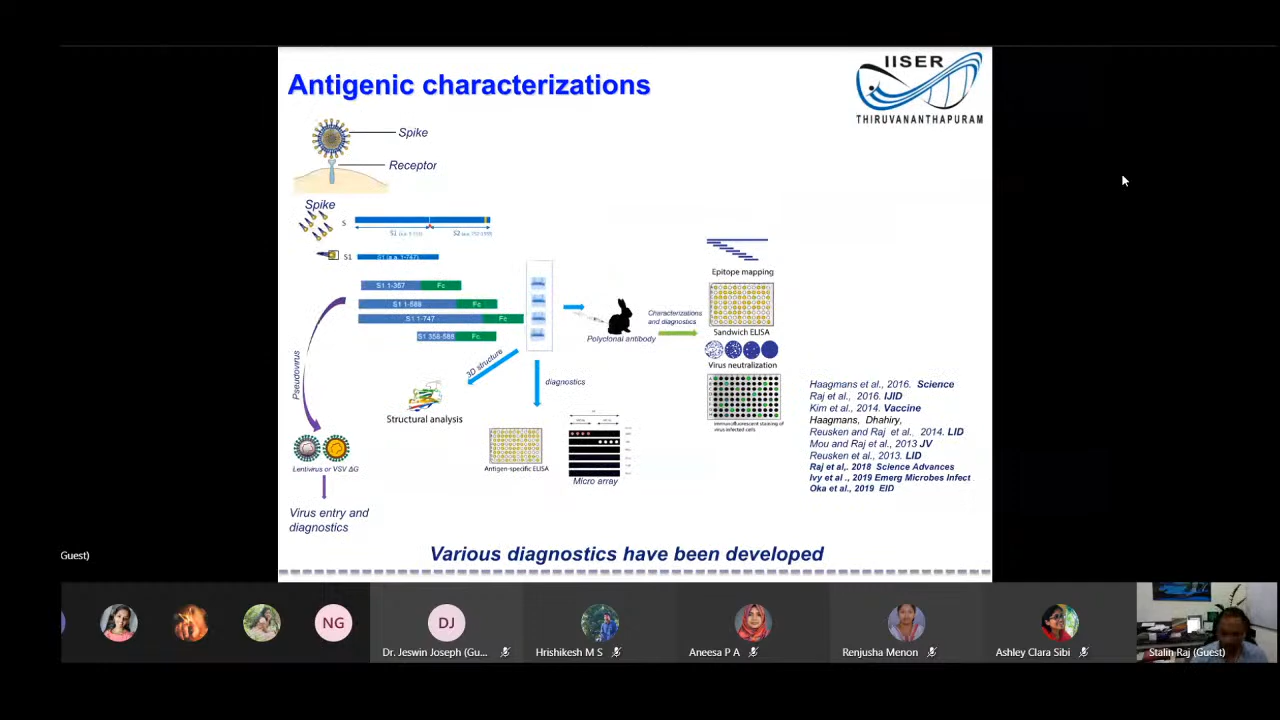 Antigenic characterizations
IISER
THIRUVANANTHAPURAM
Spike
Receptor
Spike
S
S1
S2
S1
S1 (a.a. 1-747)
S1 1-357
Fc
S1 1-588
Fc
S1 1-747
Fc
S1 358-588
Fc
Pseudovirus
3D structure
Structural analysis
diagnostics
Antigen-specific ELISA
Micro array
Polyclonal antibody
Characterizations
and diagnostics
Epitope mapping
Sandwich ELISA
Virus neutralization
immunofluorescent staining of
virus infected cells
Lentivirus or VSV ΔG
Virus entry and
diagnostics
Haagmans et al., 2016. Science
Raj et al., 2016. IJID
Kim et al., 2014. Vaccine
Haagmans, Dhahiry,
Reusken and Raj et al., 2014. LID
Mou and Raj et al., 2013 JV
Reusken et al., 2013. LID
Raj et al,. 2018 Science Advances
Ivy et al ., 2019 Emerg Microbes Infect
Oka et al., 2019 EID
Various diagnostics have been developed
Guest)
NG
DJ
Dr. Jeswin Joseph (Gu...
Hrishikesh M S
Aneesa P A
Renjusha Menon
Ashley Clara Sibi
Stalin Raj (Guest)